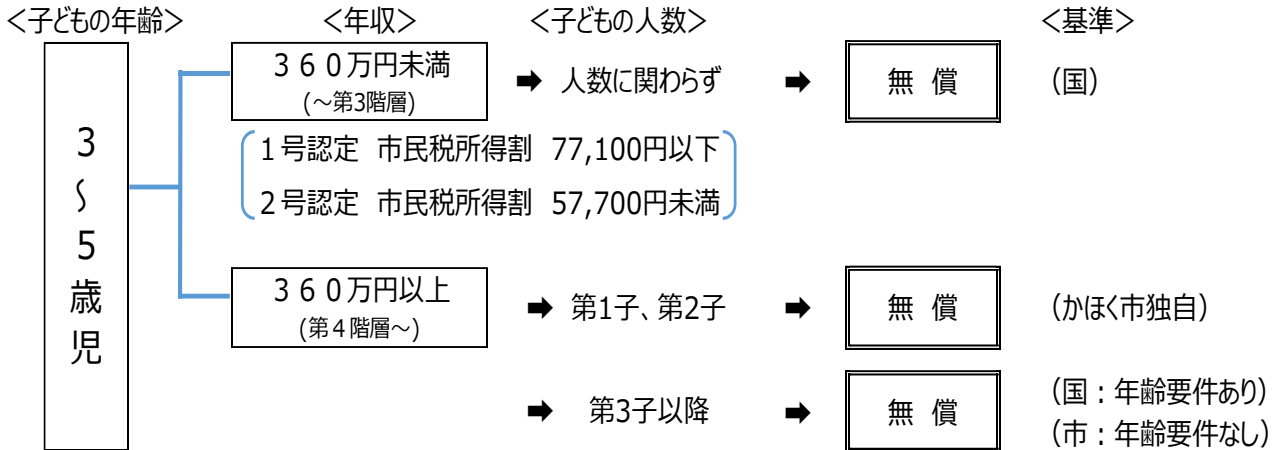 ＜子どもの年齢＞ ＜年収＞ ＜子どもの人数＞ ＜基準＞
３～５歳児
３６０万円未満 ➡ 人数に関わらず ➡ 無 償 （国）
(～第3階層)
１号認定 市民税所得割 77,100円以下
２号認定 市民税所得割 57,700円未満
３６０万円以上 ➡ 第1子、第2子 ➡ 無 償 （かほく市独自）
(第４階層～)
➡ 第3子以降 ➡ 無 償 （国：年齢要件あり）
（市：年齢要件なし）